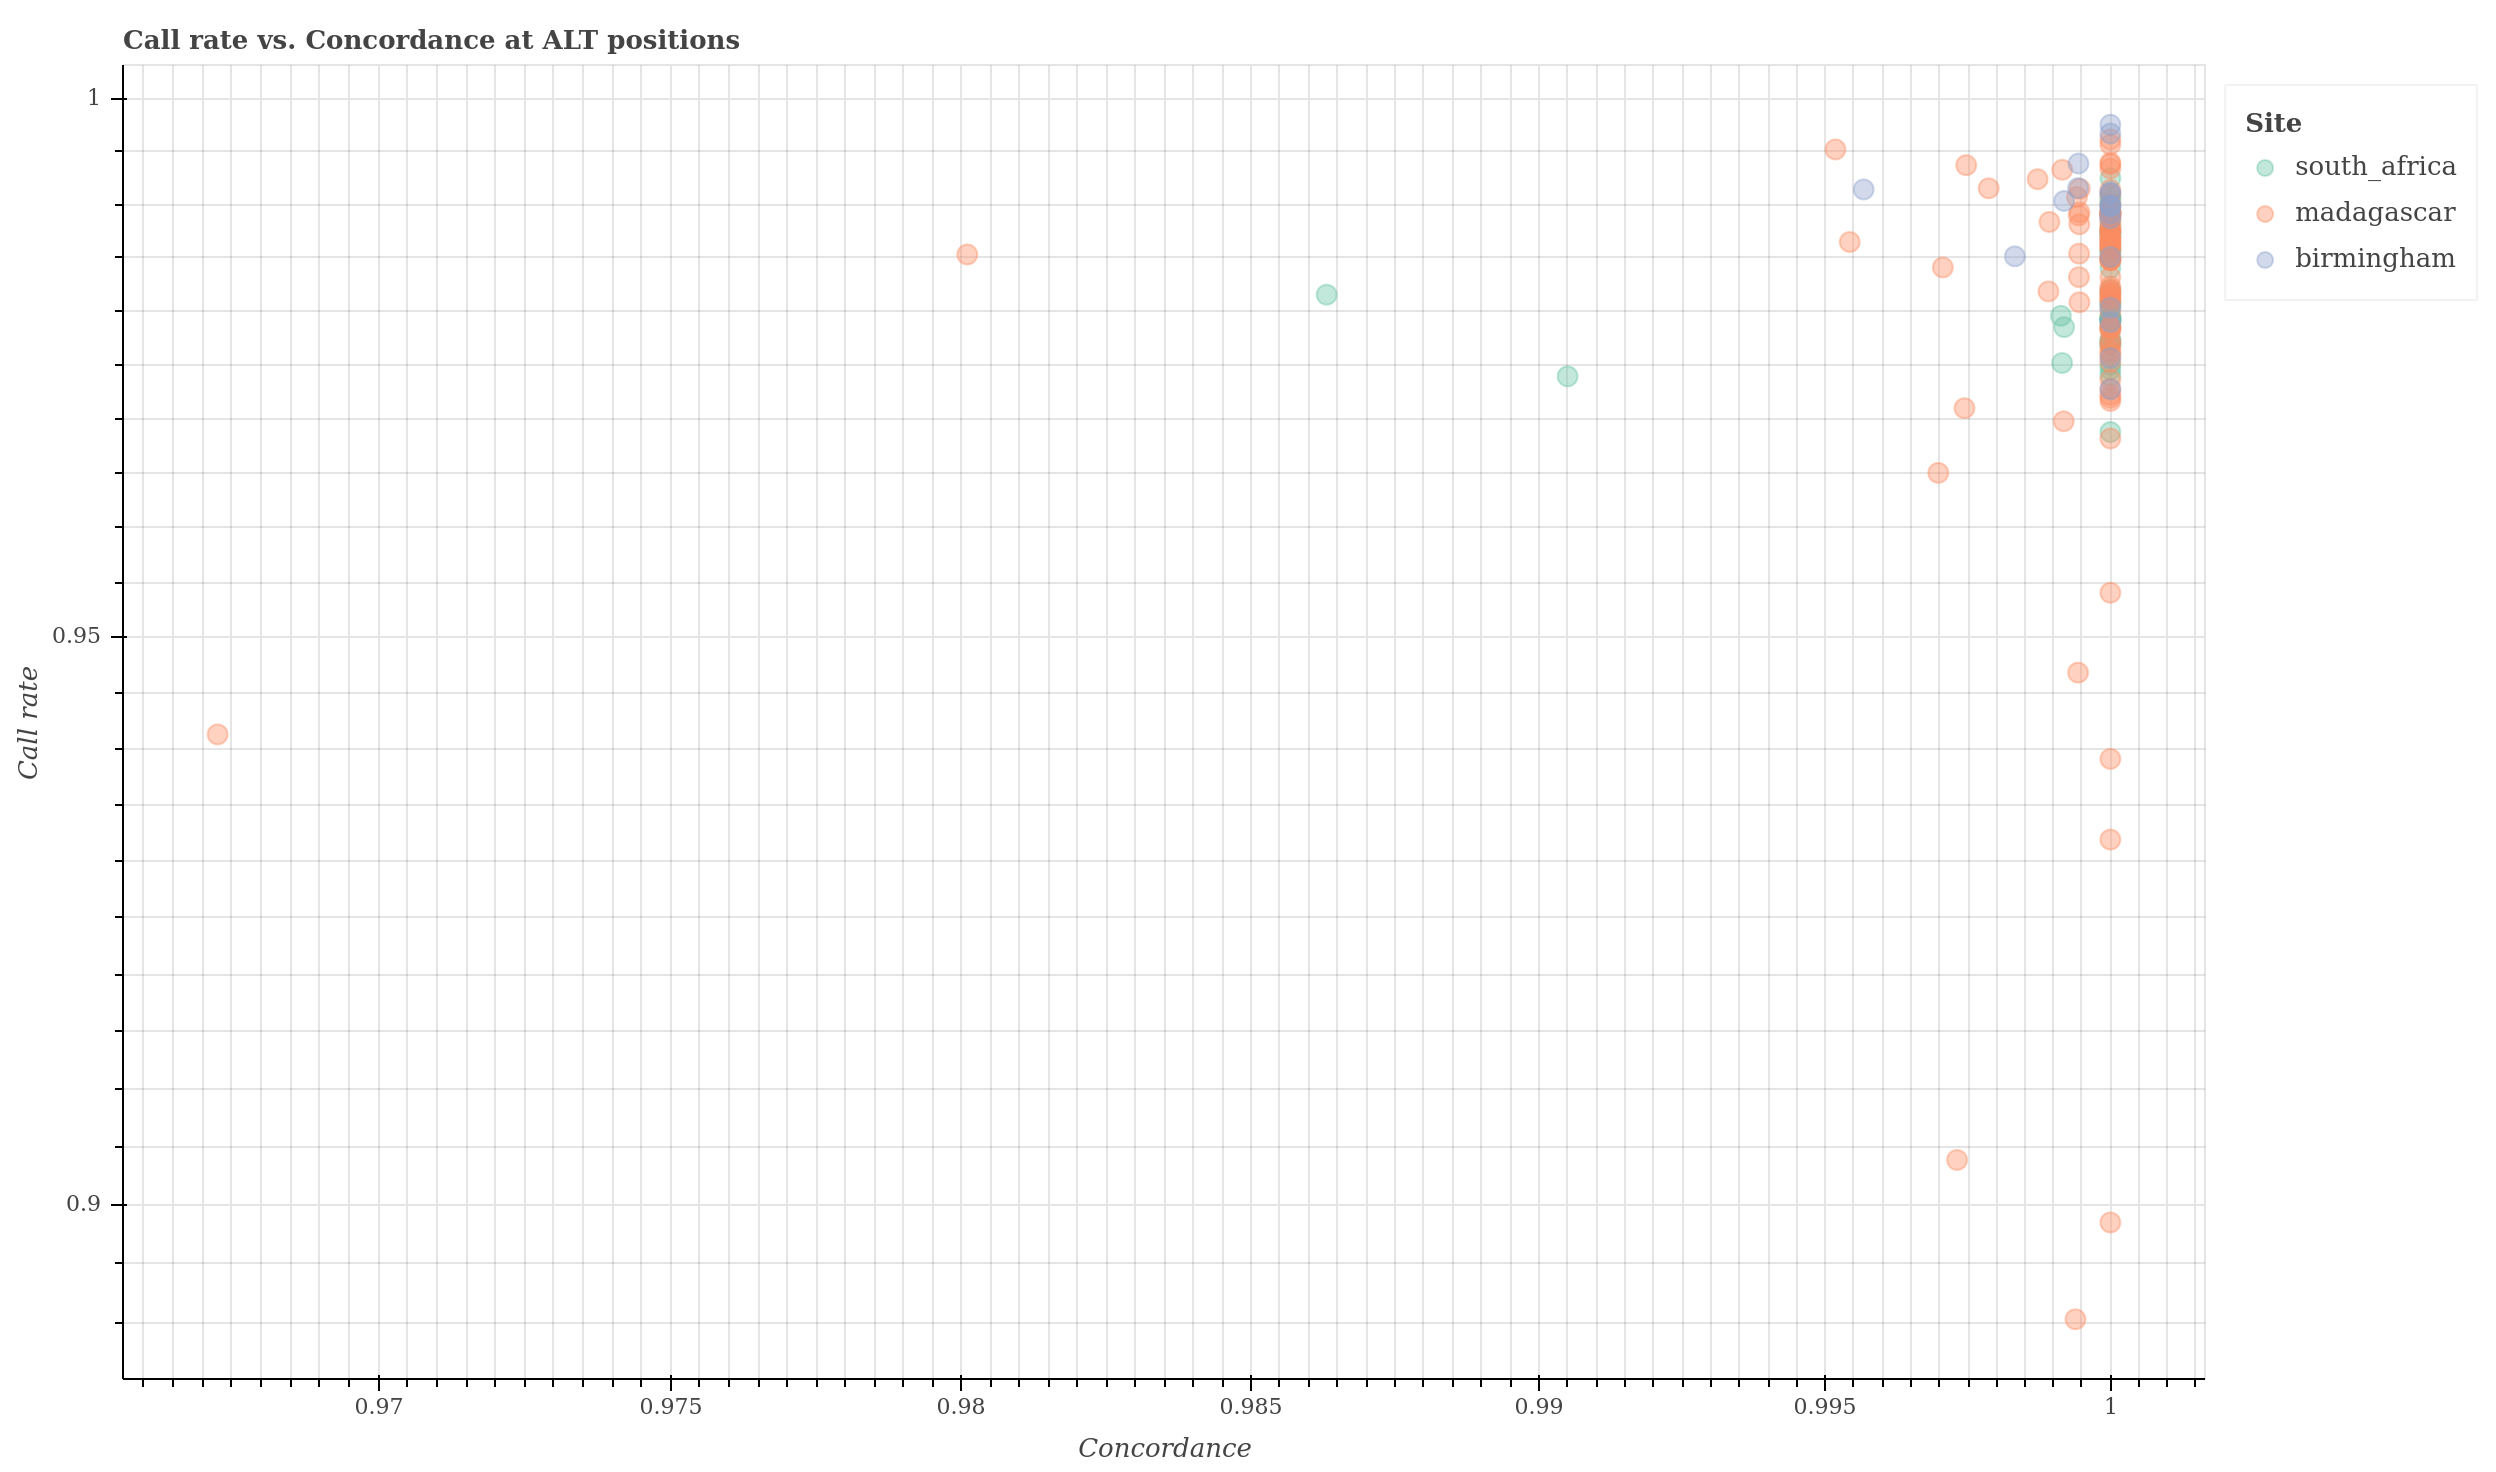 Call rate vs. Concordance at ALT positions
Site
south_africa
madagascar
birmingham
1
0.95
0.9
Call rate
0.97
0.975
0.98
0.985
0.99
0.995
1
Concordance